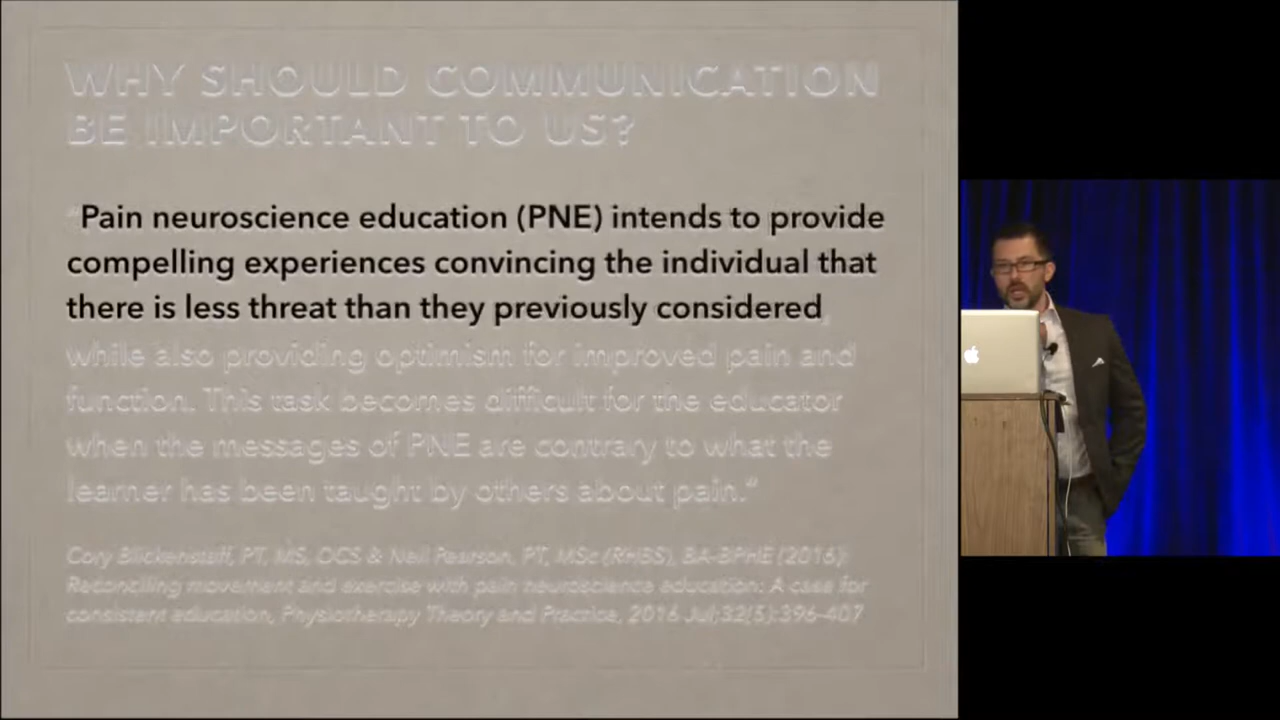 WHY SHOULD COMMUNICATION
BE IMPORTANT TO US?
“Pain neuroscience education (PNE) intends to provide
compelling experiences convincing the individual that
there is less threat than they previously considered,
while also providing optimism for improved pain and
function. This task becomes difficult for the educator
when the messages of PNE are contrary to what the
learner has been taught by others about pain.“
Cory Blickenstaff, PT, MS, OCS & Neil Pearson, PT, MSc (RHBS), BA-BPHE (2016):
Reconciling movement and exercise with pain neuroscience education: A case for
consistent education, Physiotherapy Theory and Practice, 2016 Jul;32(5):396-407